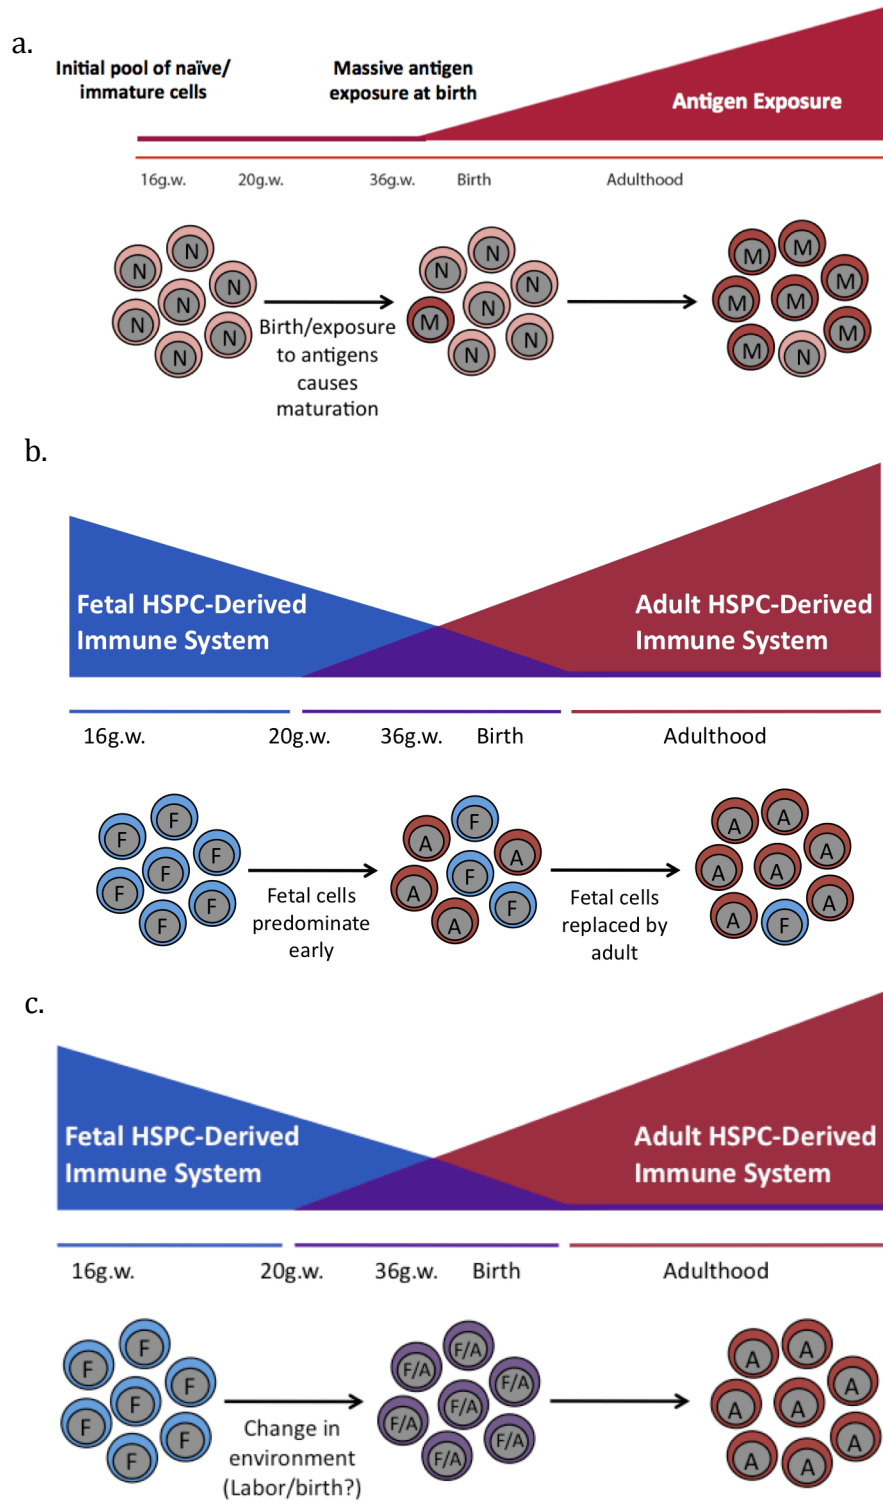 a.
Initial pool of naïve/
immature cells
Massive antigen
exposure at birth
Antigen Exposure
16g.w. 20g.w. 36g.w. Birth Adulthood
N N N N N N N
Birth/exposure
to antigens
causes
maturation
N N N M N N N
M M M M M M M N
b.
Fetal HSPC-Derived
Immune System
Adult HSPC-Derived
Immune System
16g.w. 20g.w. 36g.w. Birth Adulthood
F F F F F F F
Fetal cells
predominate
early
F A A F A F A
Fetal cells
replaced by
adult
A A A A A A A F
c.
Fetal HSPC-Derived
Immune System
Adult HSPC-Derived
Immune System
16g.w. 20g.w. 36g.w. Birth Adulthood
F F F F F F F
Change in
environment
(Labor/birth?)
F/A F/A F/A F/A F/A F/A F/A
A A A A A A A A